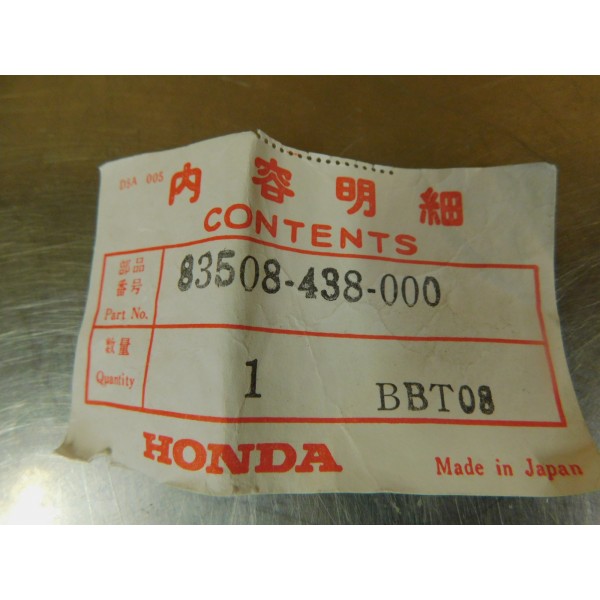 DSA 005
内容明細
CONTENTS
部品
番号
Part No.
83508-438-000
数量
Quantity
1
BBT08
HONDA
Made in Japan